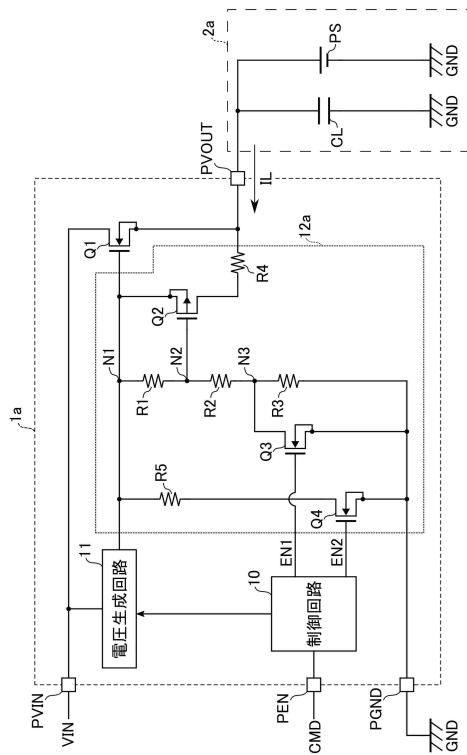 1a
2a
PVIN
VIN
11
電圧生成回路
10
制御回路
PEN
CMD
PGND
GND
EN1
EN2
R5
Q4
Q3
N1
R1
N2
R2
N3
R3
Q2
Q1
R4
12a
PVOUT
IL
CL
PS
GND
GND